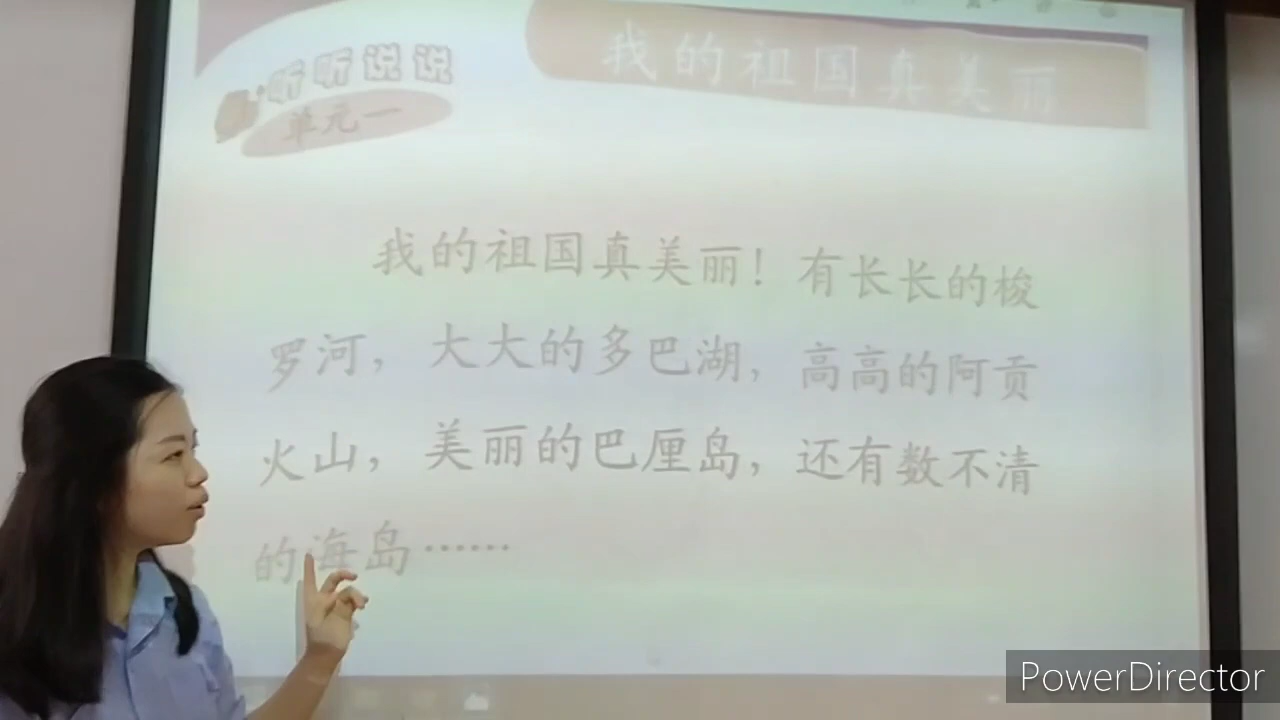 听听说说
单元一
我的祖国真美丽
我的祖国真美丽！有长长的梭
罗河，大大的多巴湖，高高的阿贡
火山，美丽的巴厘岛，还有数不清
的海岛……
PowerDirector